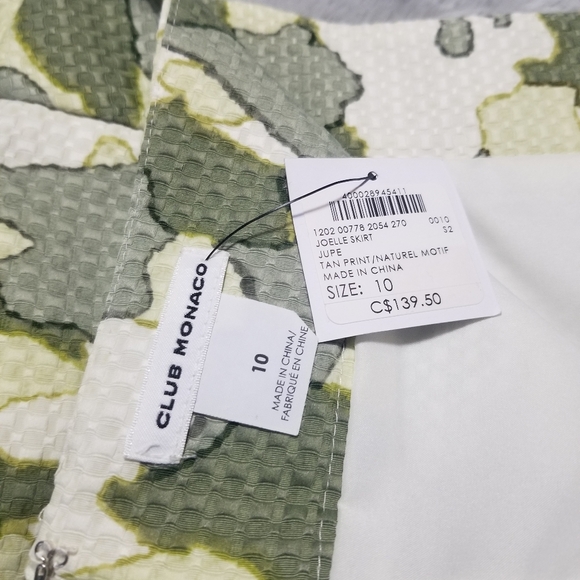 400028945411
1202 00778 2054 270 0010
JOELLE SKIRT S2
JUPE
TAN PRINT/NATUREL MOTIF
MADE IN CHINA
SIZE: 10
C$139.50
CLUB MONACO
10
MADE IN CHINA/
FABRIQUÉ EN CHINE